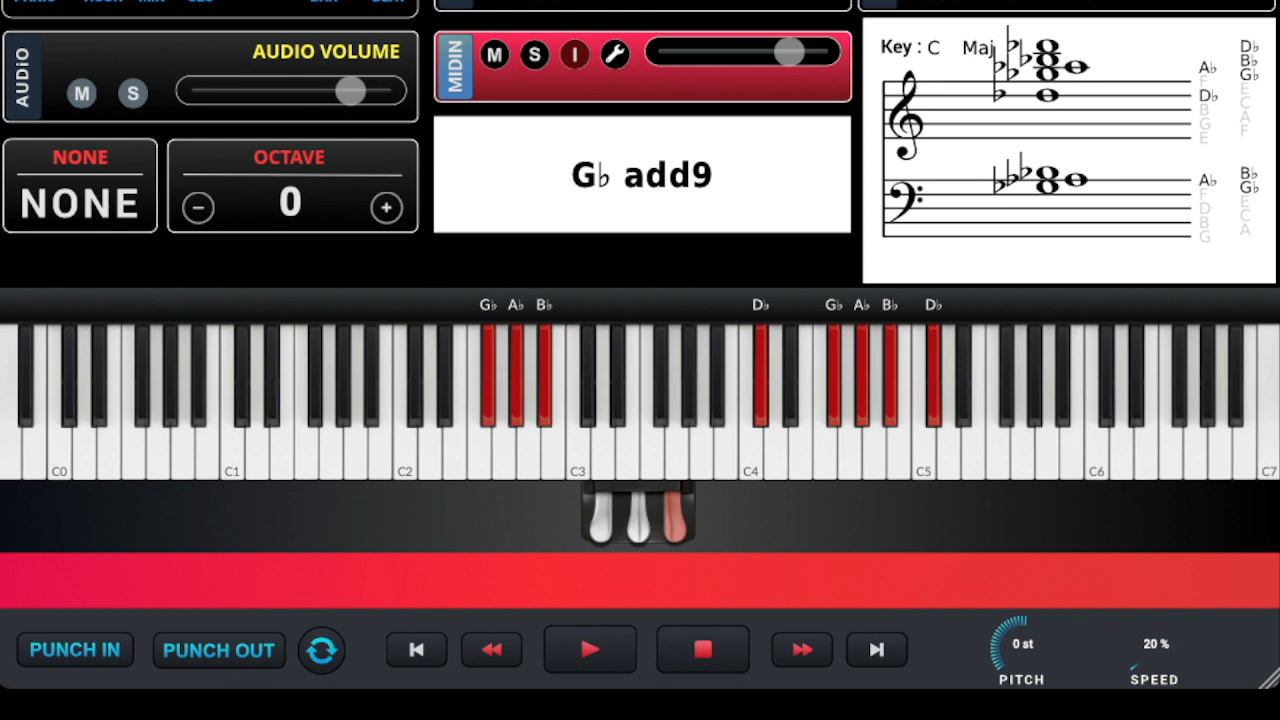 AUDIO VOLUME
AUDiO
M S
MIDIN
M S I
Key : C Maj
A♭
F
D♭
B
G
E
D♭
B♭
G♭
E
C
A
F
A♭
F
D
B
G
B♭
G♭
E
C
A
NONE
NONE
OCTAVE
− 0 +
G♭ add9
G♭ A♭ B♭ D♭ G♭ A♭ B♭ D♭
C0 C1 C2 C3 C4 C5 C6 C7
PUNCH IN
PUNCH OUT
0 st
PITCH
20 %
SPEED